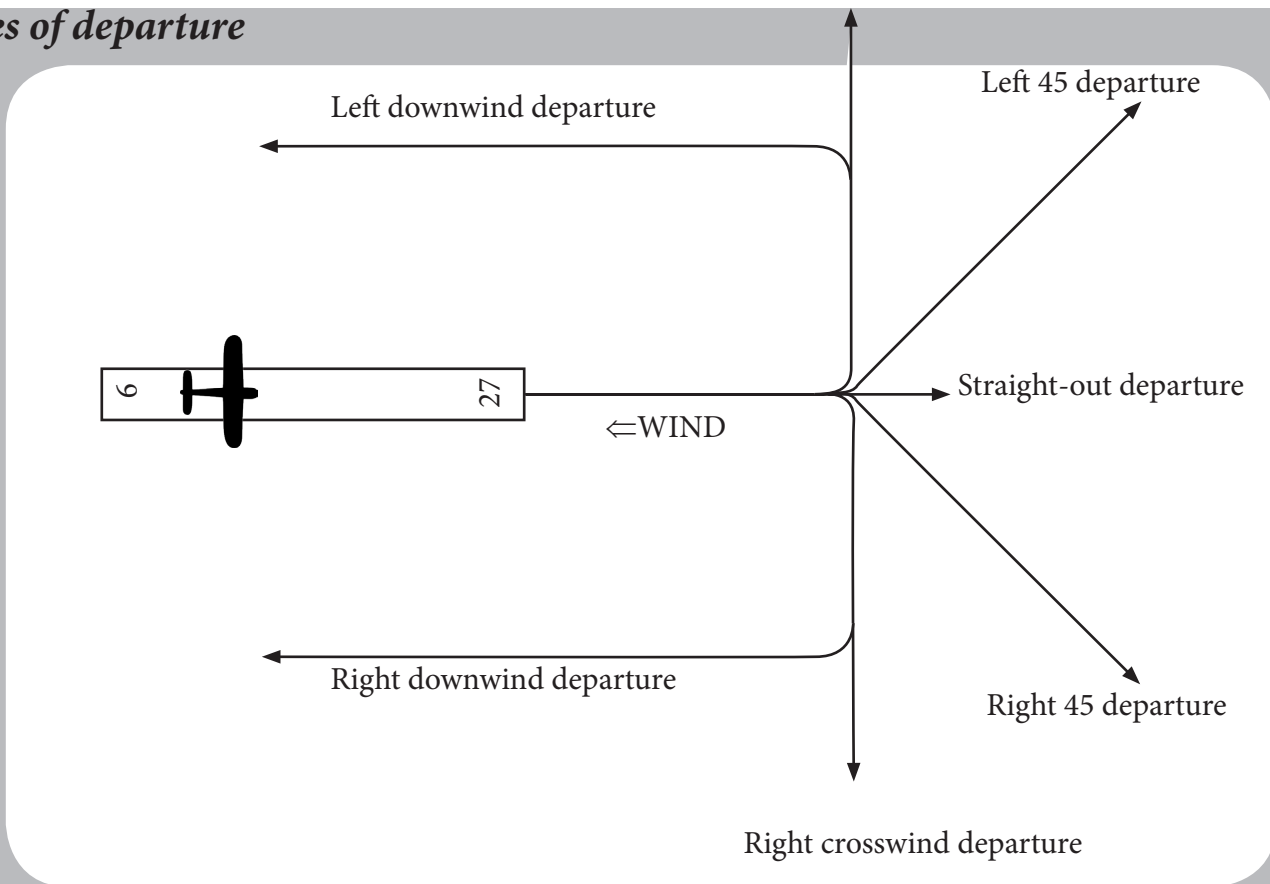 es of departure
Left 45 departure
Left downwind departure
9
27
Straight-out departure
⇐WIND
Right downwind departure
Right 45 departure
Right crosswind departure